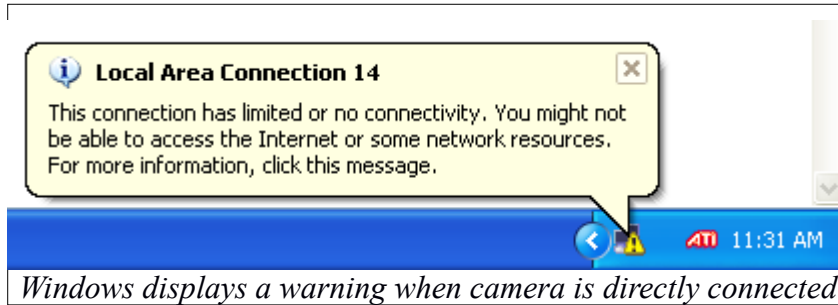 Local Area Connection 14
This connection has limited or no connectivity. You might not
be able to access the Internet or some network resources.
For more information, click this message.
ATI 11:31 AM
Windows displays a warning when camera is directly connected